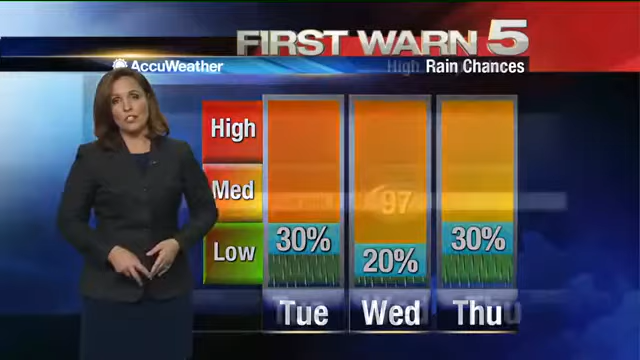 FIRST WARN 5
AccuWeather
High Rain Chances
High
Med
Low
97
30%
20%
30%
Tue
Wed
Thu